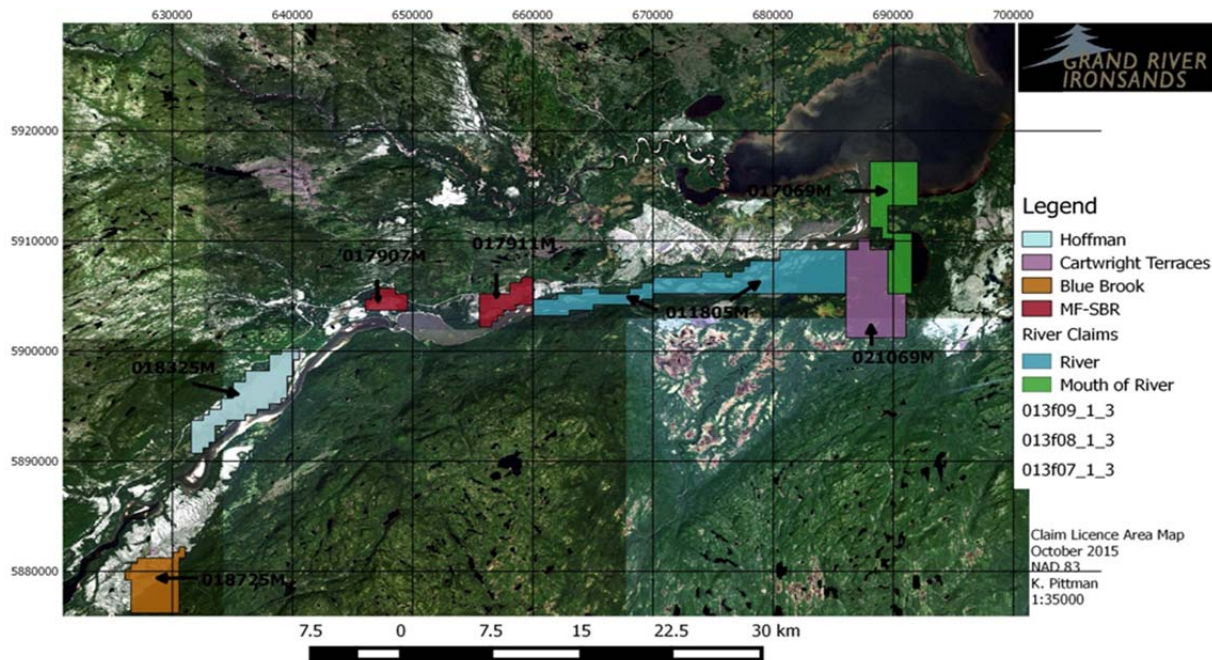 630000 640000 650000 660000 670000 680000 690000 700000
GRAND RIVER
IRONSANDS
5920000
017069M
Legend
Hoffman
5910000
017911M
017907M
Cartwright Terraces
Blue Brook
MF-SBR
011805M
River Claims
5900000
021069M
River
018325M
Mouth of River
013f09_1_3
013f08_1_3
5890000
013f07_1_3
Claim Licence Area Map
October 2015
NAD 83
5880000
018725M
K. Pittman
1:35000
7.5 0 7.5 15 22.5 30 km